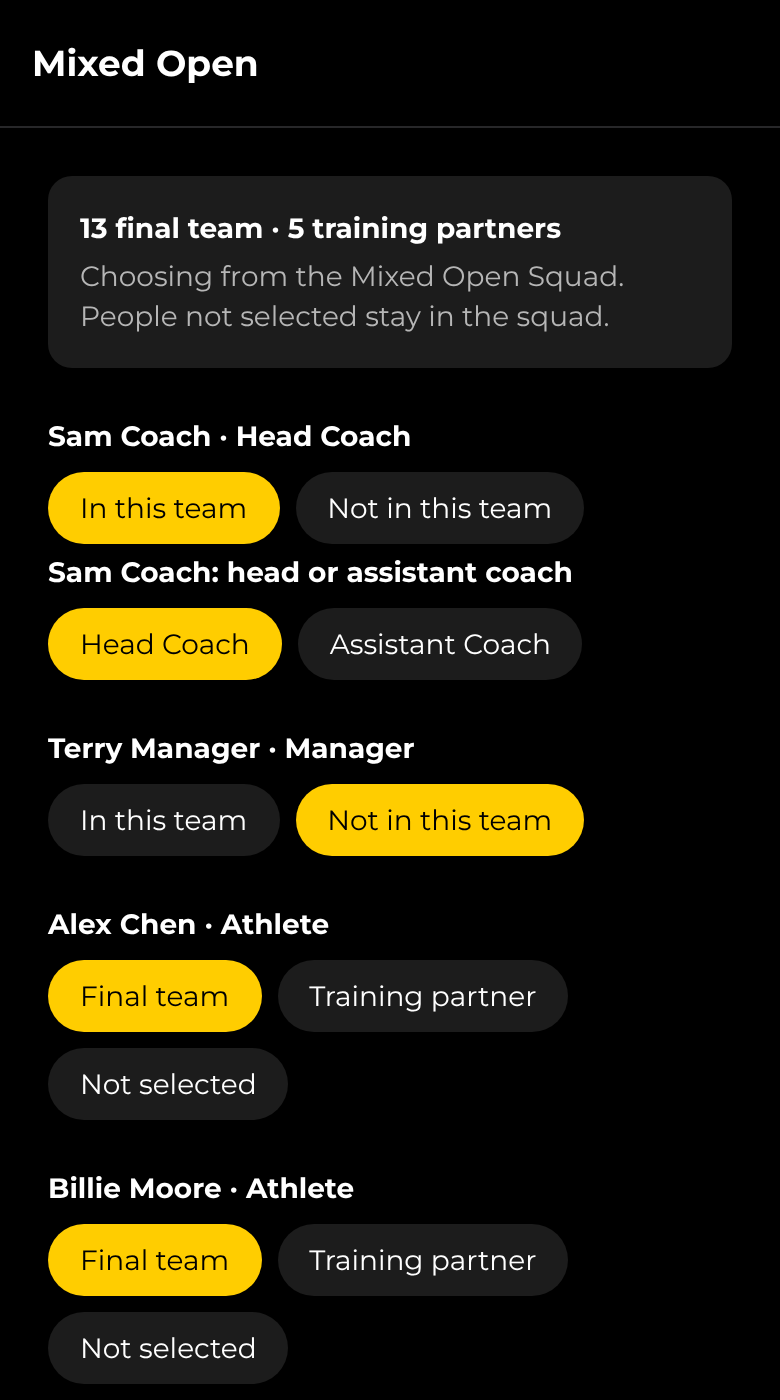 Mixed Open
13 final team · 5 training partners
Choosing from the Mixed Open Squad.
People not selected stay in the squad.
Sam Coach · Head Coach
In this team Not in this team
Sam Coach: head or assistant coach
Head Coach Assistant Coach
Terry Manager · Manager
In this team Not in this team
Alex Chen · Athlete
Final team Training partner
Not selected
Billie Moore · Athlete
Final team Training partner
Not selected